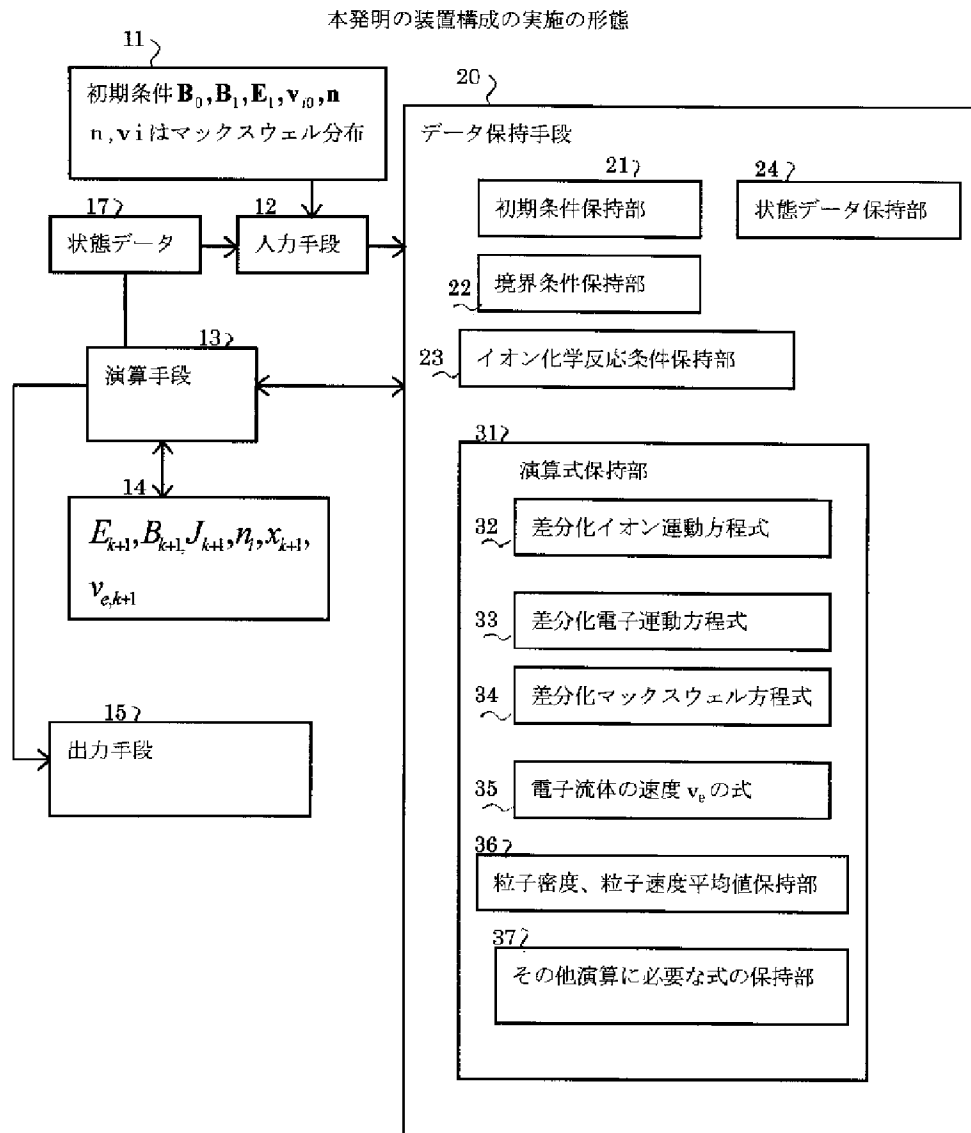 本発明の装置構成の実施の形態
11
初期条件B0,B1,E1,vi0,n
n,viはマックスウェル分布
17
状態データ
12
入力手段
13
演算手段
14
Ek+1,Bk+1,Jk+1,ni,xk+1,
ve,k+1
15
出力手段
20
データ保持手段
21
初期条件保持部
24
状態データ保持部
22
境界条件保持部
23
イオン化学反応条件保持部
31
演算式保持部
32
差分化イオン運動方程式
33
差分化電子運動方程式
34
差分化マックスウェル方程式
35
電子流体の速度 veの式
36
粒子密度、粒子速度平均値保持部
37
その他演算に必要な式の保持部